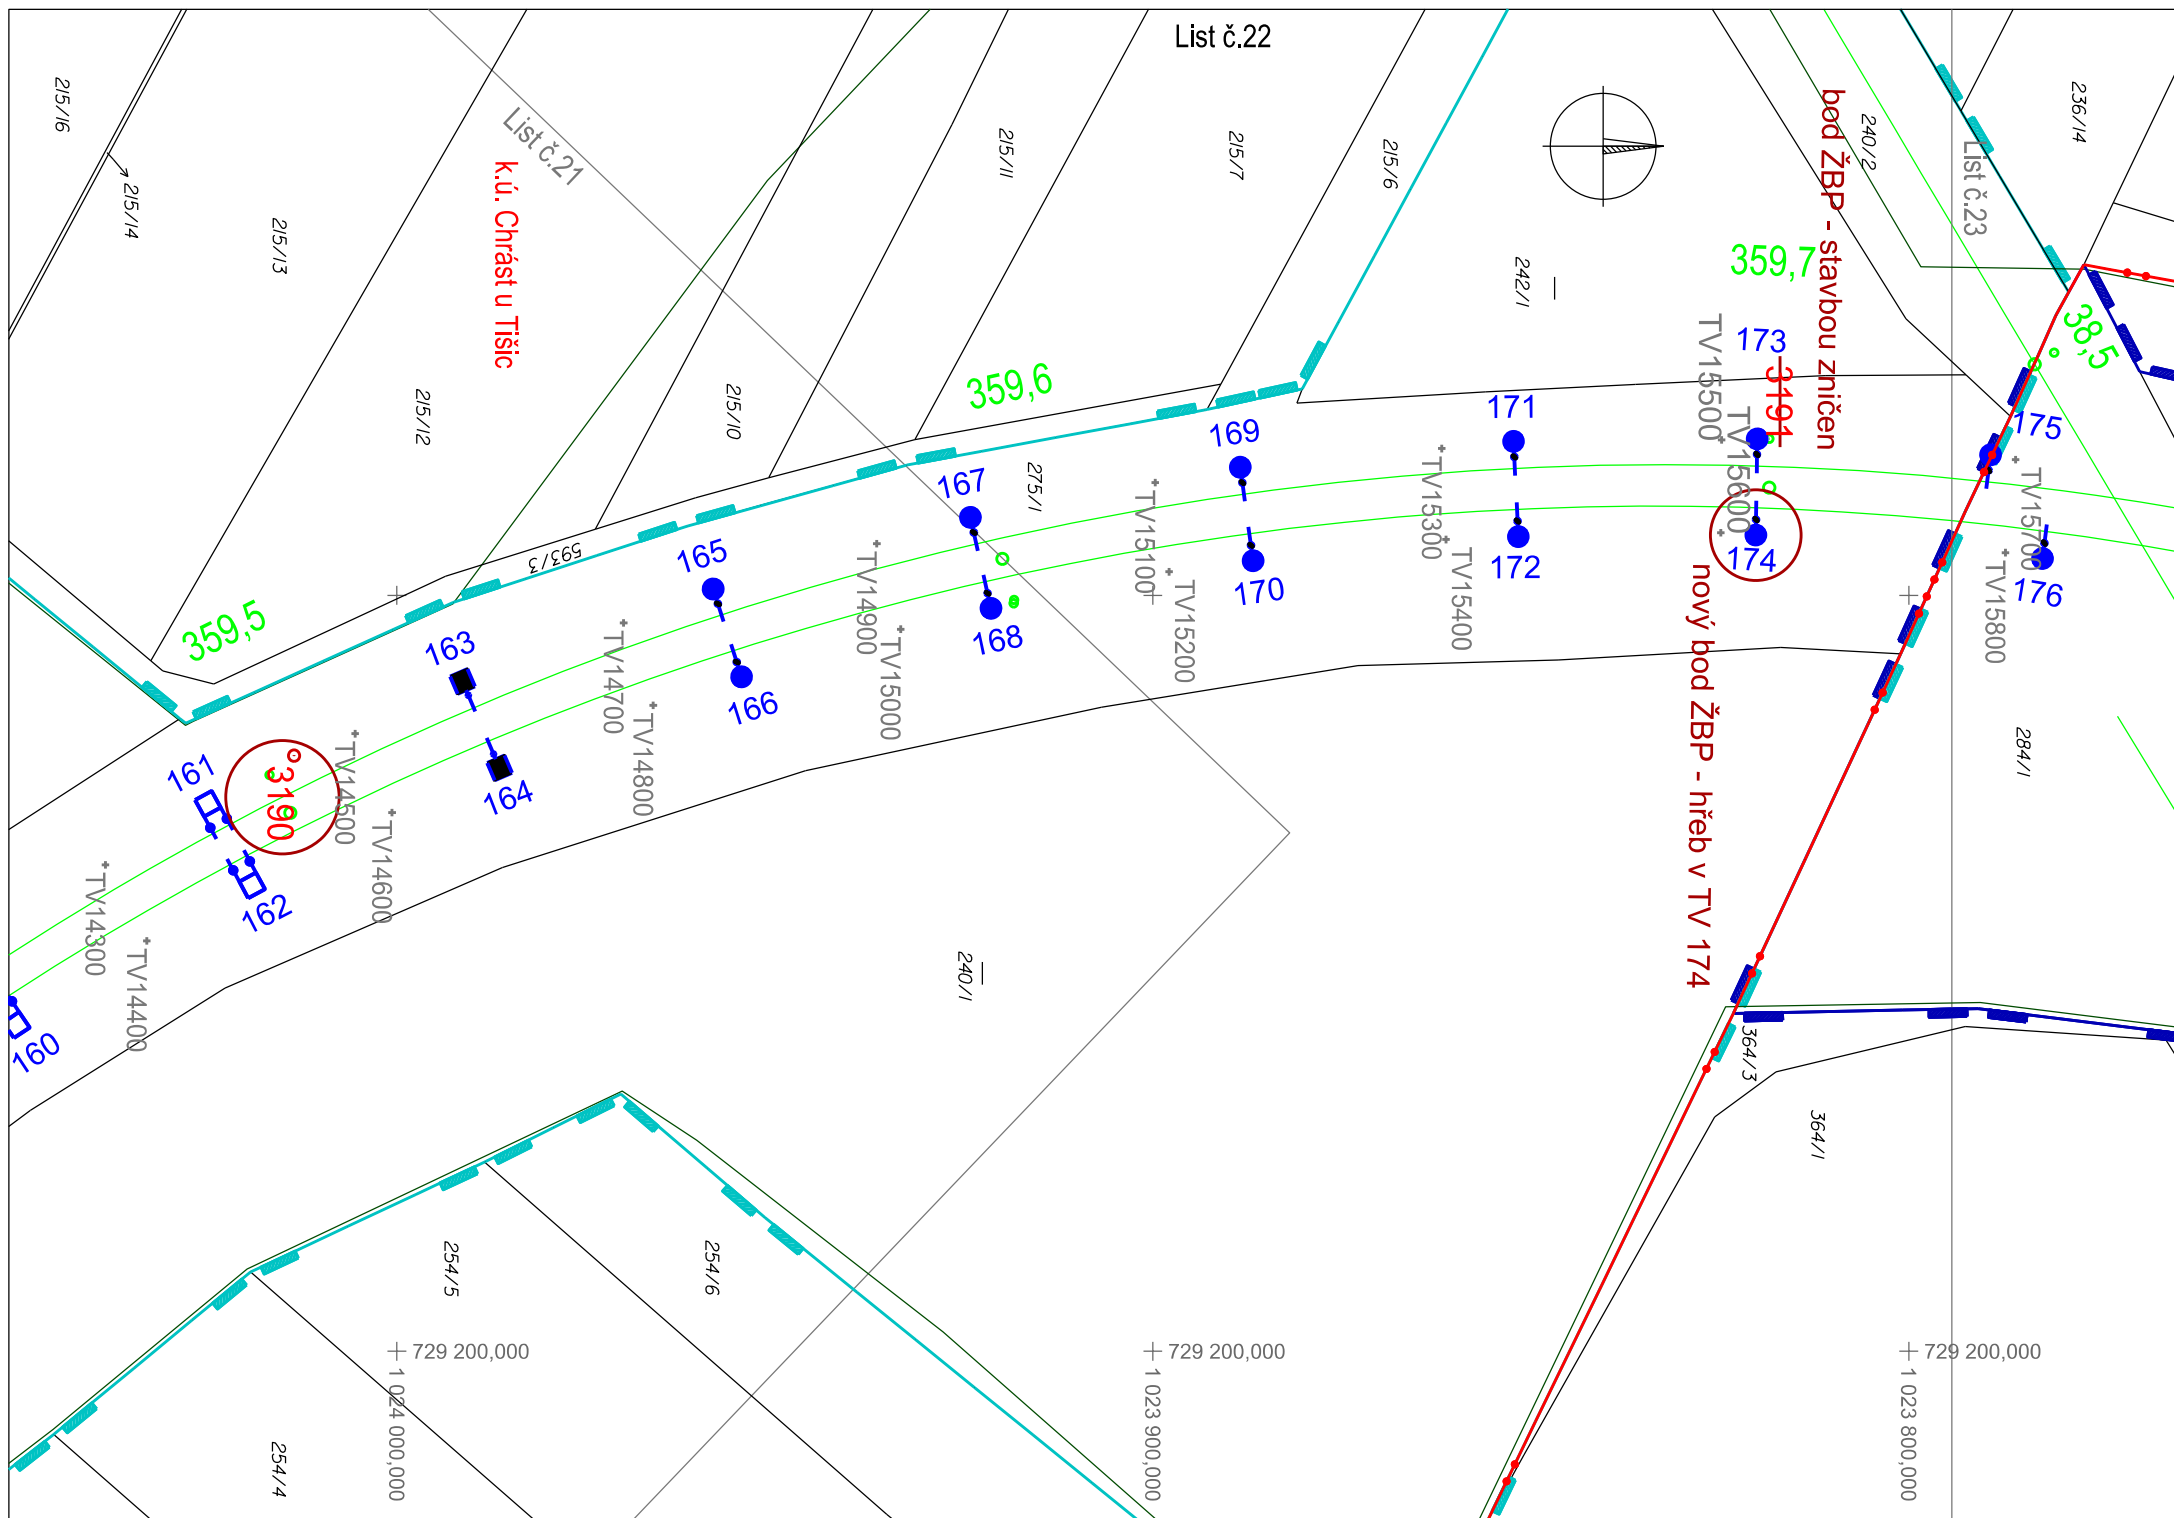 List č.22
215/16
215/14
215/13
List č.21
k.ú. Chrást u Tišic
215/12
215/11
215/10
215/7
215/6
242/1
240/2
236/14
List č.23
bod ŽBP - stavbou zničen
359,7
38,5
359,6
359,5
593/3
275/1
173
3191
TV15500
TV15600
174
175
176
TV15700
TV15800
171
172
TV15300
TV15400
169
170
TV15100
TV15200
167
168
TV14900
TV15000
165
166
TV14700
TV14800
163
164
161
162
3190
TV14500
TV14600
TV14300
TV14400
160
nový bod ŽBP - hřeb v TV 174
284/1
240/1
364/3
364/1
254/5
254/6
254/4
729 200,000
1 024 000,000
729 200,000
1 023 900,000
729 200,000
1 023 800,000